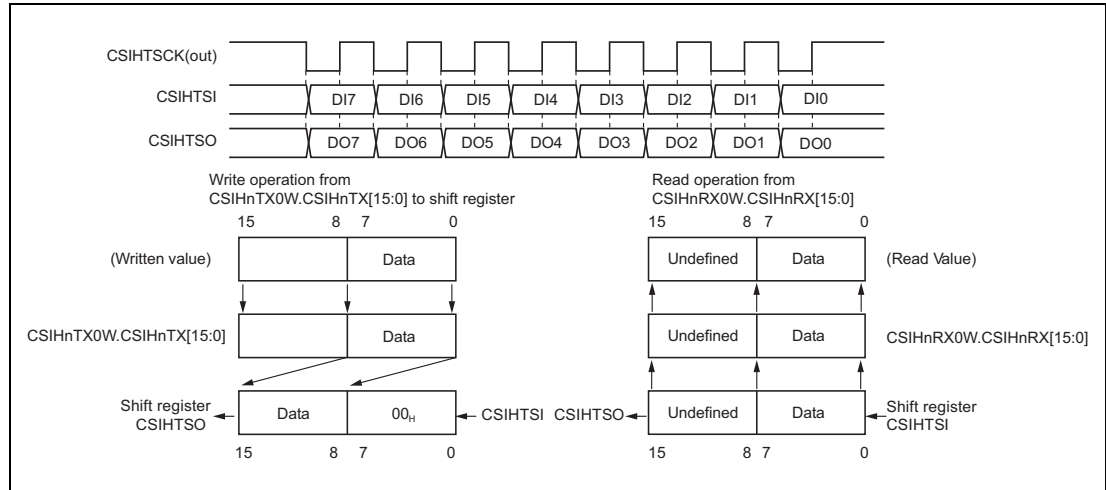 CSIHTSCK(out)
CSIHTSI DI7 DI6 DI5 DI4 DI3 DI2 DI1 DI0
CSIHTSO DO7 DO6 DO5 DO4 DO3 DO2 DO1 DO0
Write operation from
CSIHnTX0W.CSIHnTX[15:0] to shift register
15 8 7 0
(Written value) Data
CSIHnTX0W.CSIHnTX[15:0] Data
Shift register
CSIHTSO
Data 00H CSIHTSI
15 8 7 0
Read operation from
CSIHnRX0W.CSIHnRX[15:0]
15 8 7 0
Undefined Data (Read Value)
Undefined Data CSIHnRX0W.CSIHnRX[15:0]
CSIHTSO Undefined Data
Shift register
CSIHTSI
15 8 7 0